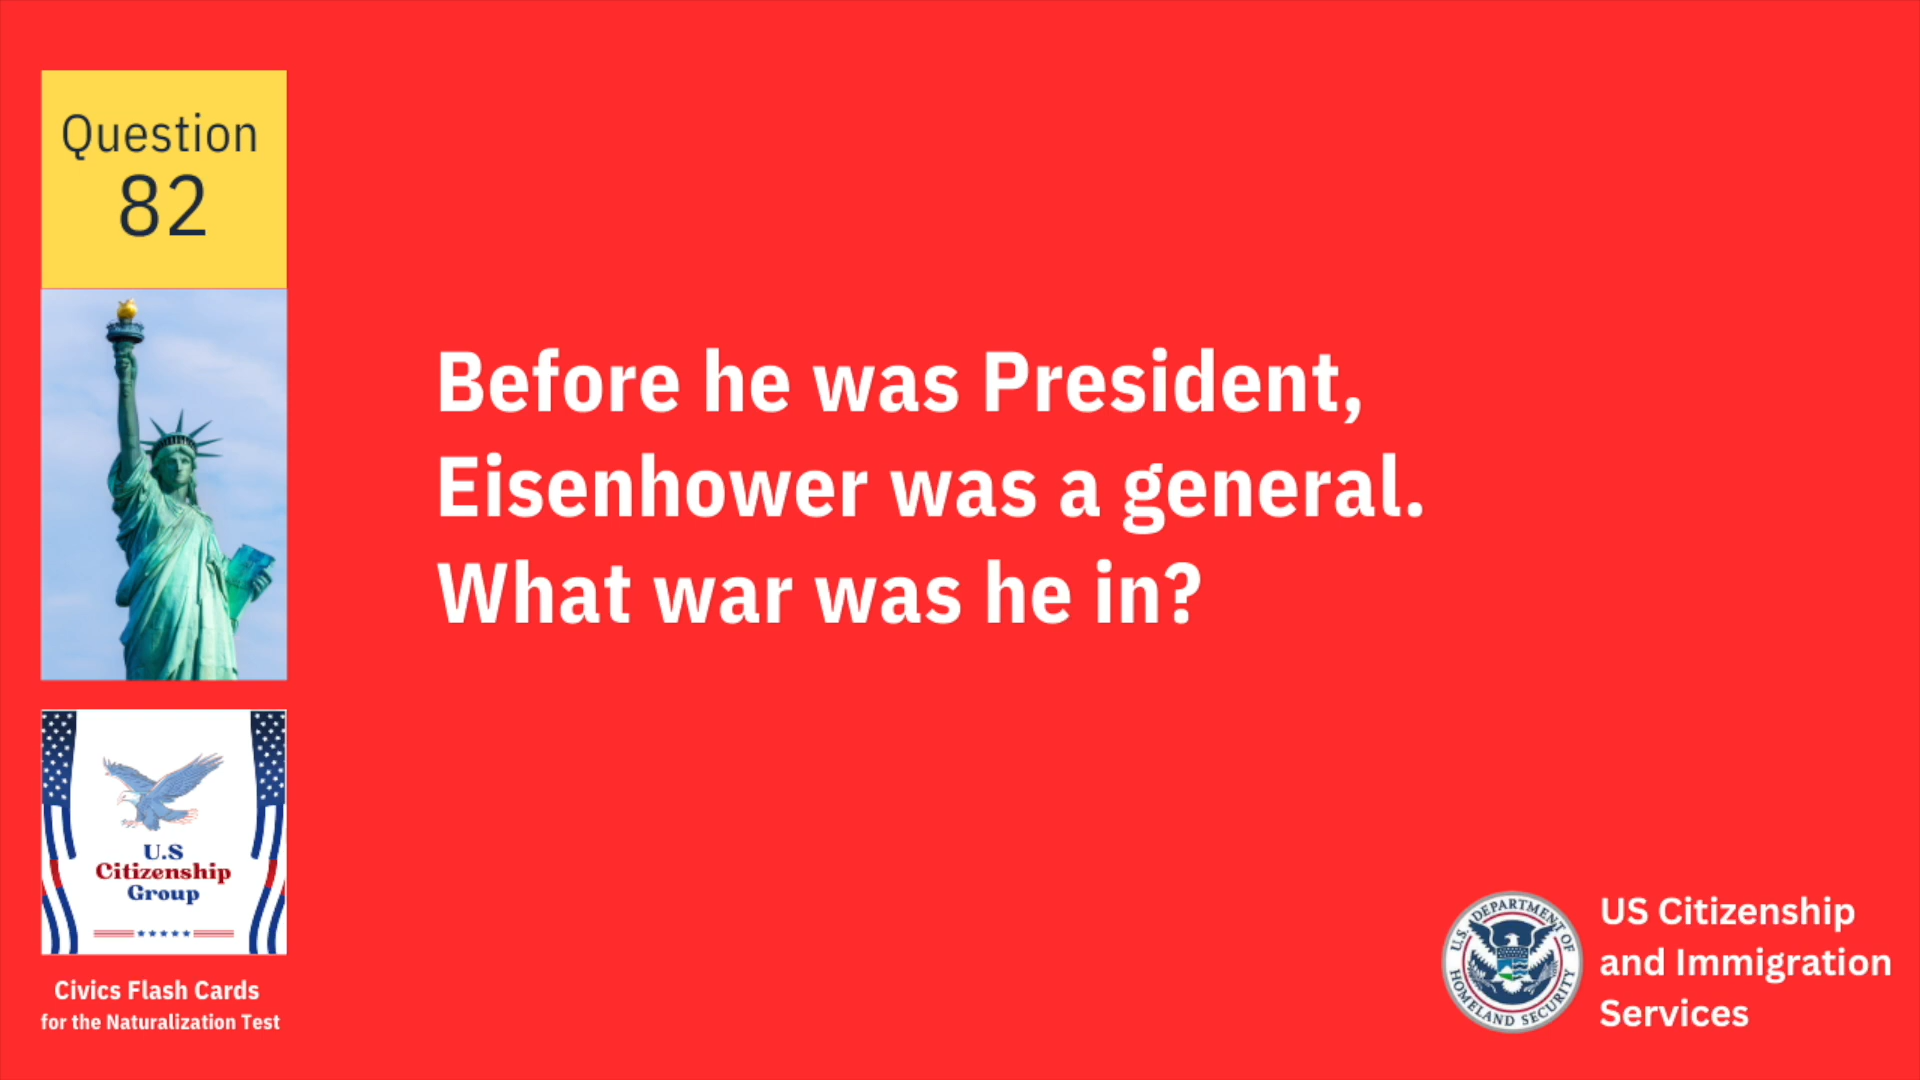 Question
82
Before he was President,
Eisenhower was a general.
What war was he in?
U.S
Citizenship
Group
Civics Flash Cards
for the Naturalization Test
U.S. DEPARTMENT OF
HOMELAND SECURITY
US Citizenship
and Immigration
Services